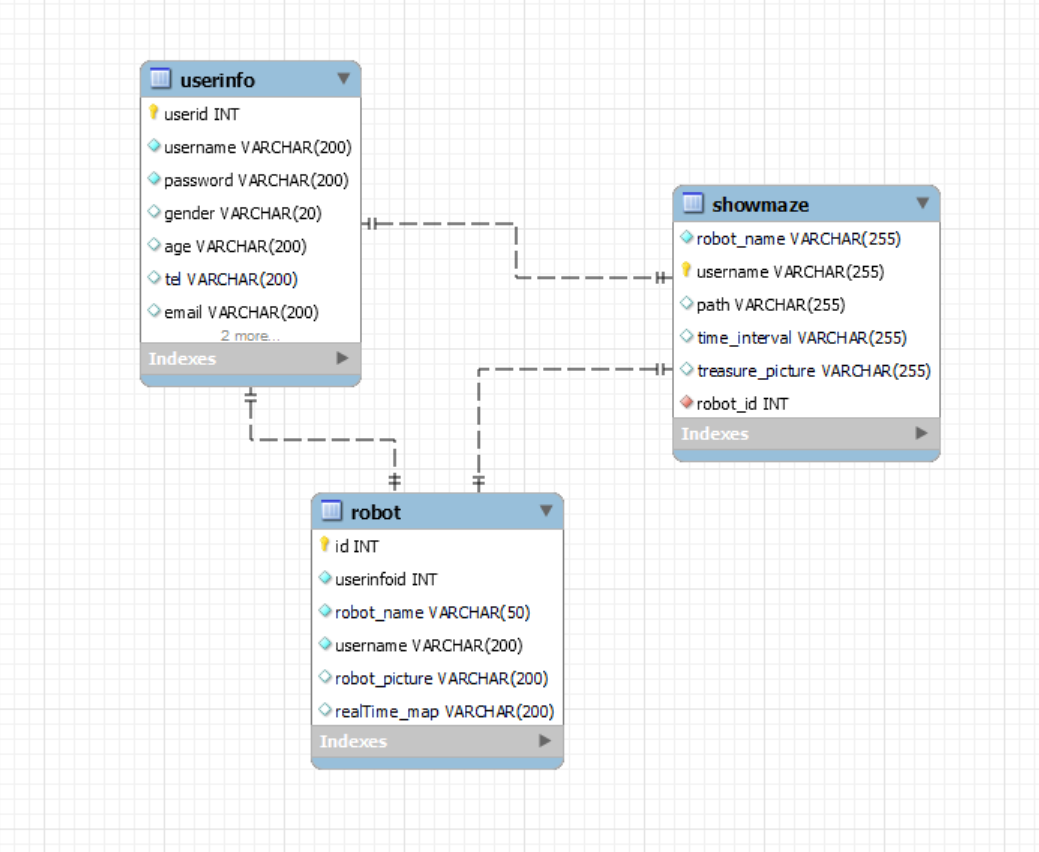 userinfo
userid INT
username VARCHAR(200)
password VARCHAR(200)
gender VARCHAR(20)
age VARCHAR(200)
tel VARCHAR(200)
email VARCHAR(200)
2 more...
Indexes
showmaze
robot_name VARCHAR(255)
username VARCHAR(255)
path VARCHAR(255)
time_interval VARCHAR(255)
treasure_picture VARCHAR(255)
robot_id INT
Indexes
robot
id INT
userinfoid INT
robot_name VARCHAR(50)
username VARCHAR(200)
robot_picture VARCHAR(200)
realTime_map VARCHAR(200)
Indexes